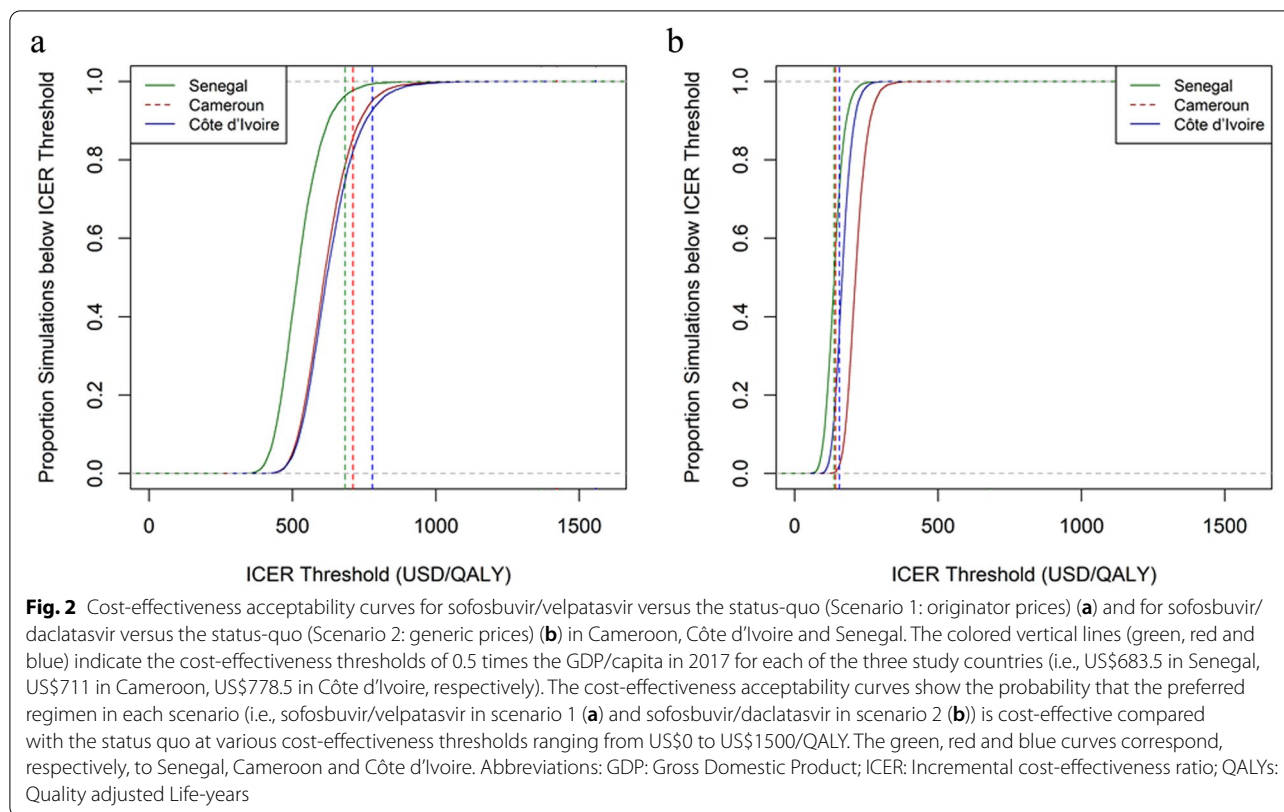 a
Proportion Simulations below ICER Threshold
0.0
0.2
0.4
0.6
0.8
1.0
Senegal
Cameroun
Côte d'Ivoire
0
500
1000
1500
ICER Threshold (USD/QALY)
b
Proportion Simulations below ICER Threshold
0.0
0.2
0.4
0.6
0.8
1.0
Senegal
Cameroun
Côte d'Ivoire
0
500
1000
1500
ICER Threshold (USD/QALY)
Fig. 2 Cost-effectiveness acceptability curves for sofosbuvir/velpatasvir versus the status-quo (Scenario 1: originator prices) (a) and for sofosbuvir/
daclatasvir versus the status-quo (Scenario 2: generic prices) (b) in Cameroon, Côte d'Ivoire and Senegal. The colored vertical lines (green, red and
blue) indicate the cost-effectiveness thresholds of 0.5 times the GDP/capita in 2017 for each of the three study countries (i.e., US$683.5 in Senegal,
US$711 in Cameroon, US$778.5 in Côte d'Ivoire, respectively). The cost-effectiveness acceptability curves show the probability that the preferred
regimen in each scenario (i.e., sofosbuvir/velpatasvir in scenario 1 (a) and sofosbuvir/daclatasvir in scenario 2 (b)) is cost-effective compared
with the status quo at various cost-effectiveness thresholds ranging from US$0 to US$1500/QALY. The green, red and blue curves correspond,
respectively, to Senegal, Cameroon and Côte d'Ivoire. Abbreviations: GDP: Gross Domestic Product; ICER: Incremental cost-effectiveness ratio; QALYs:
Quality adjusted Life-years